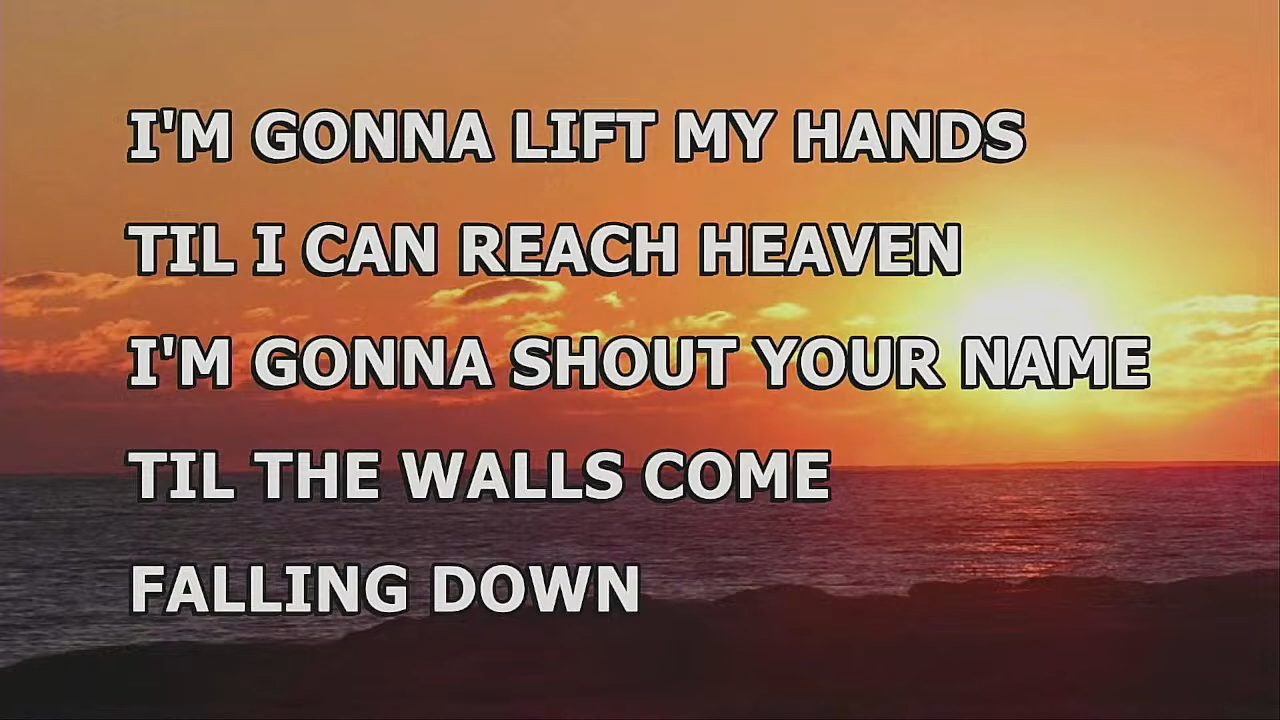 I'M GONNA LIFT MY HANDS
TIL I CAN REACH HEAVEN
I'M GONNA SHOUT YOUR NAME
TIL THE WALLS COME
FALLING DOWN